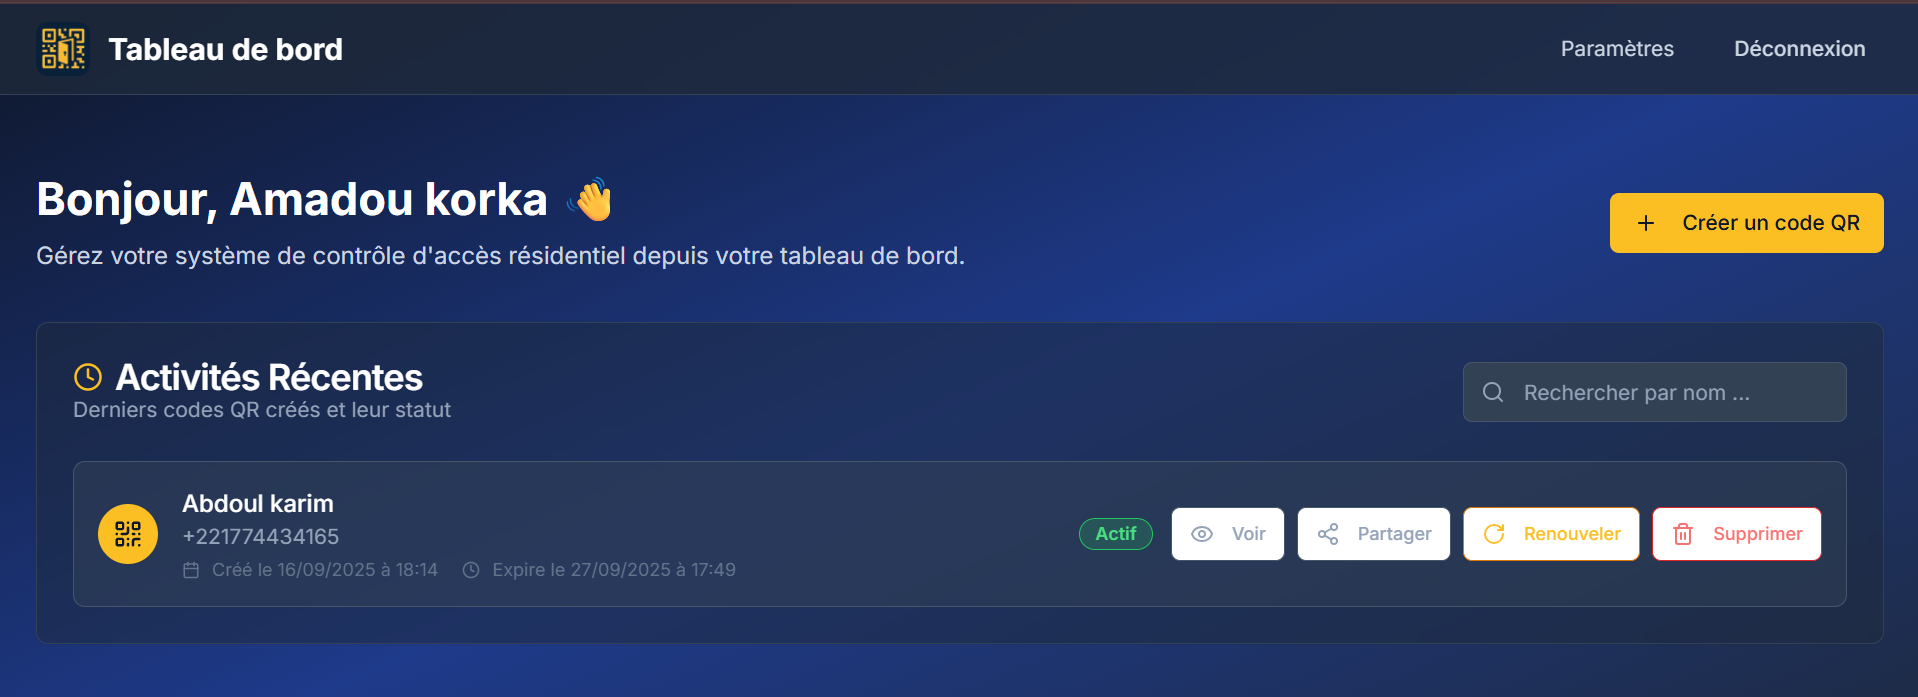 Tableau de bord
Paramètres
Déconnexion
Bonjour, Amadou korka 👋
Gérez votre système de contrôle d'accès résidentiel depuis votre tableau de bord.
+ Créer un code QR
Activités Récentes
Derniers codes QR créés et leur statut
Rechercher par nom ...
Abdoul karim
+221774434165
Créé le 16/09/2025 à 18:14 Expire le 27/09/2025 à 17:49
Actif
Voir
Partager
Renouveler
Supprimer